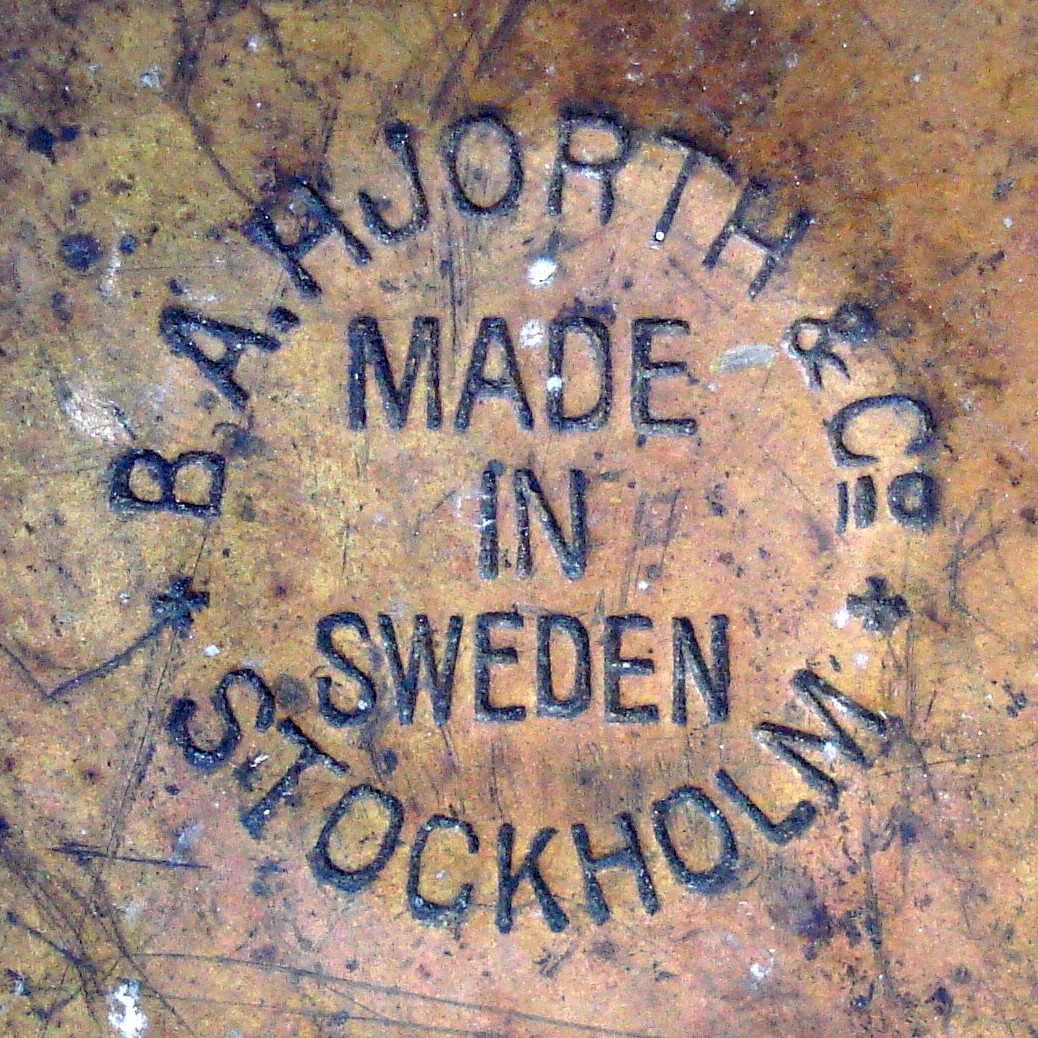 B.A. HJORTH & Co
MADE
IN
SWEDEN
STOCKHOLM